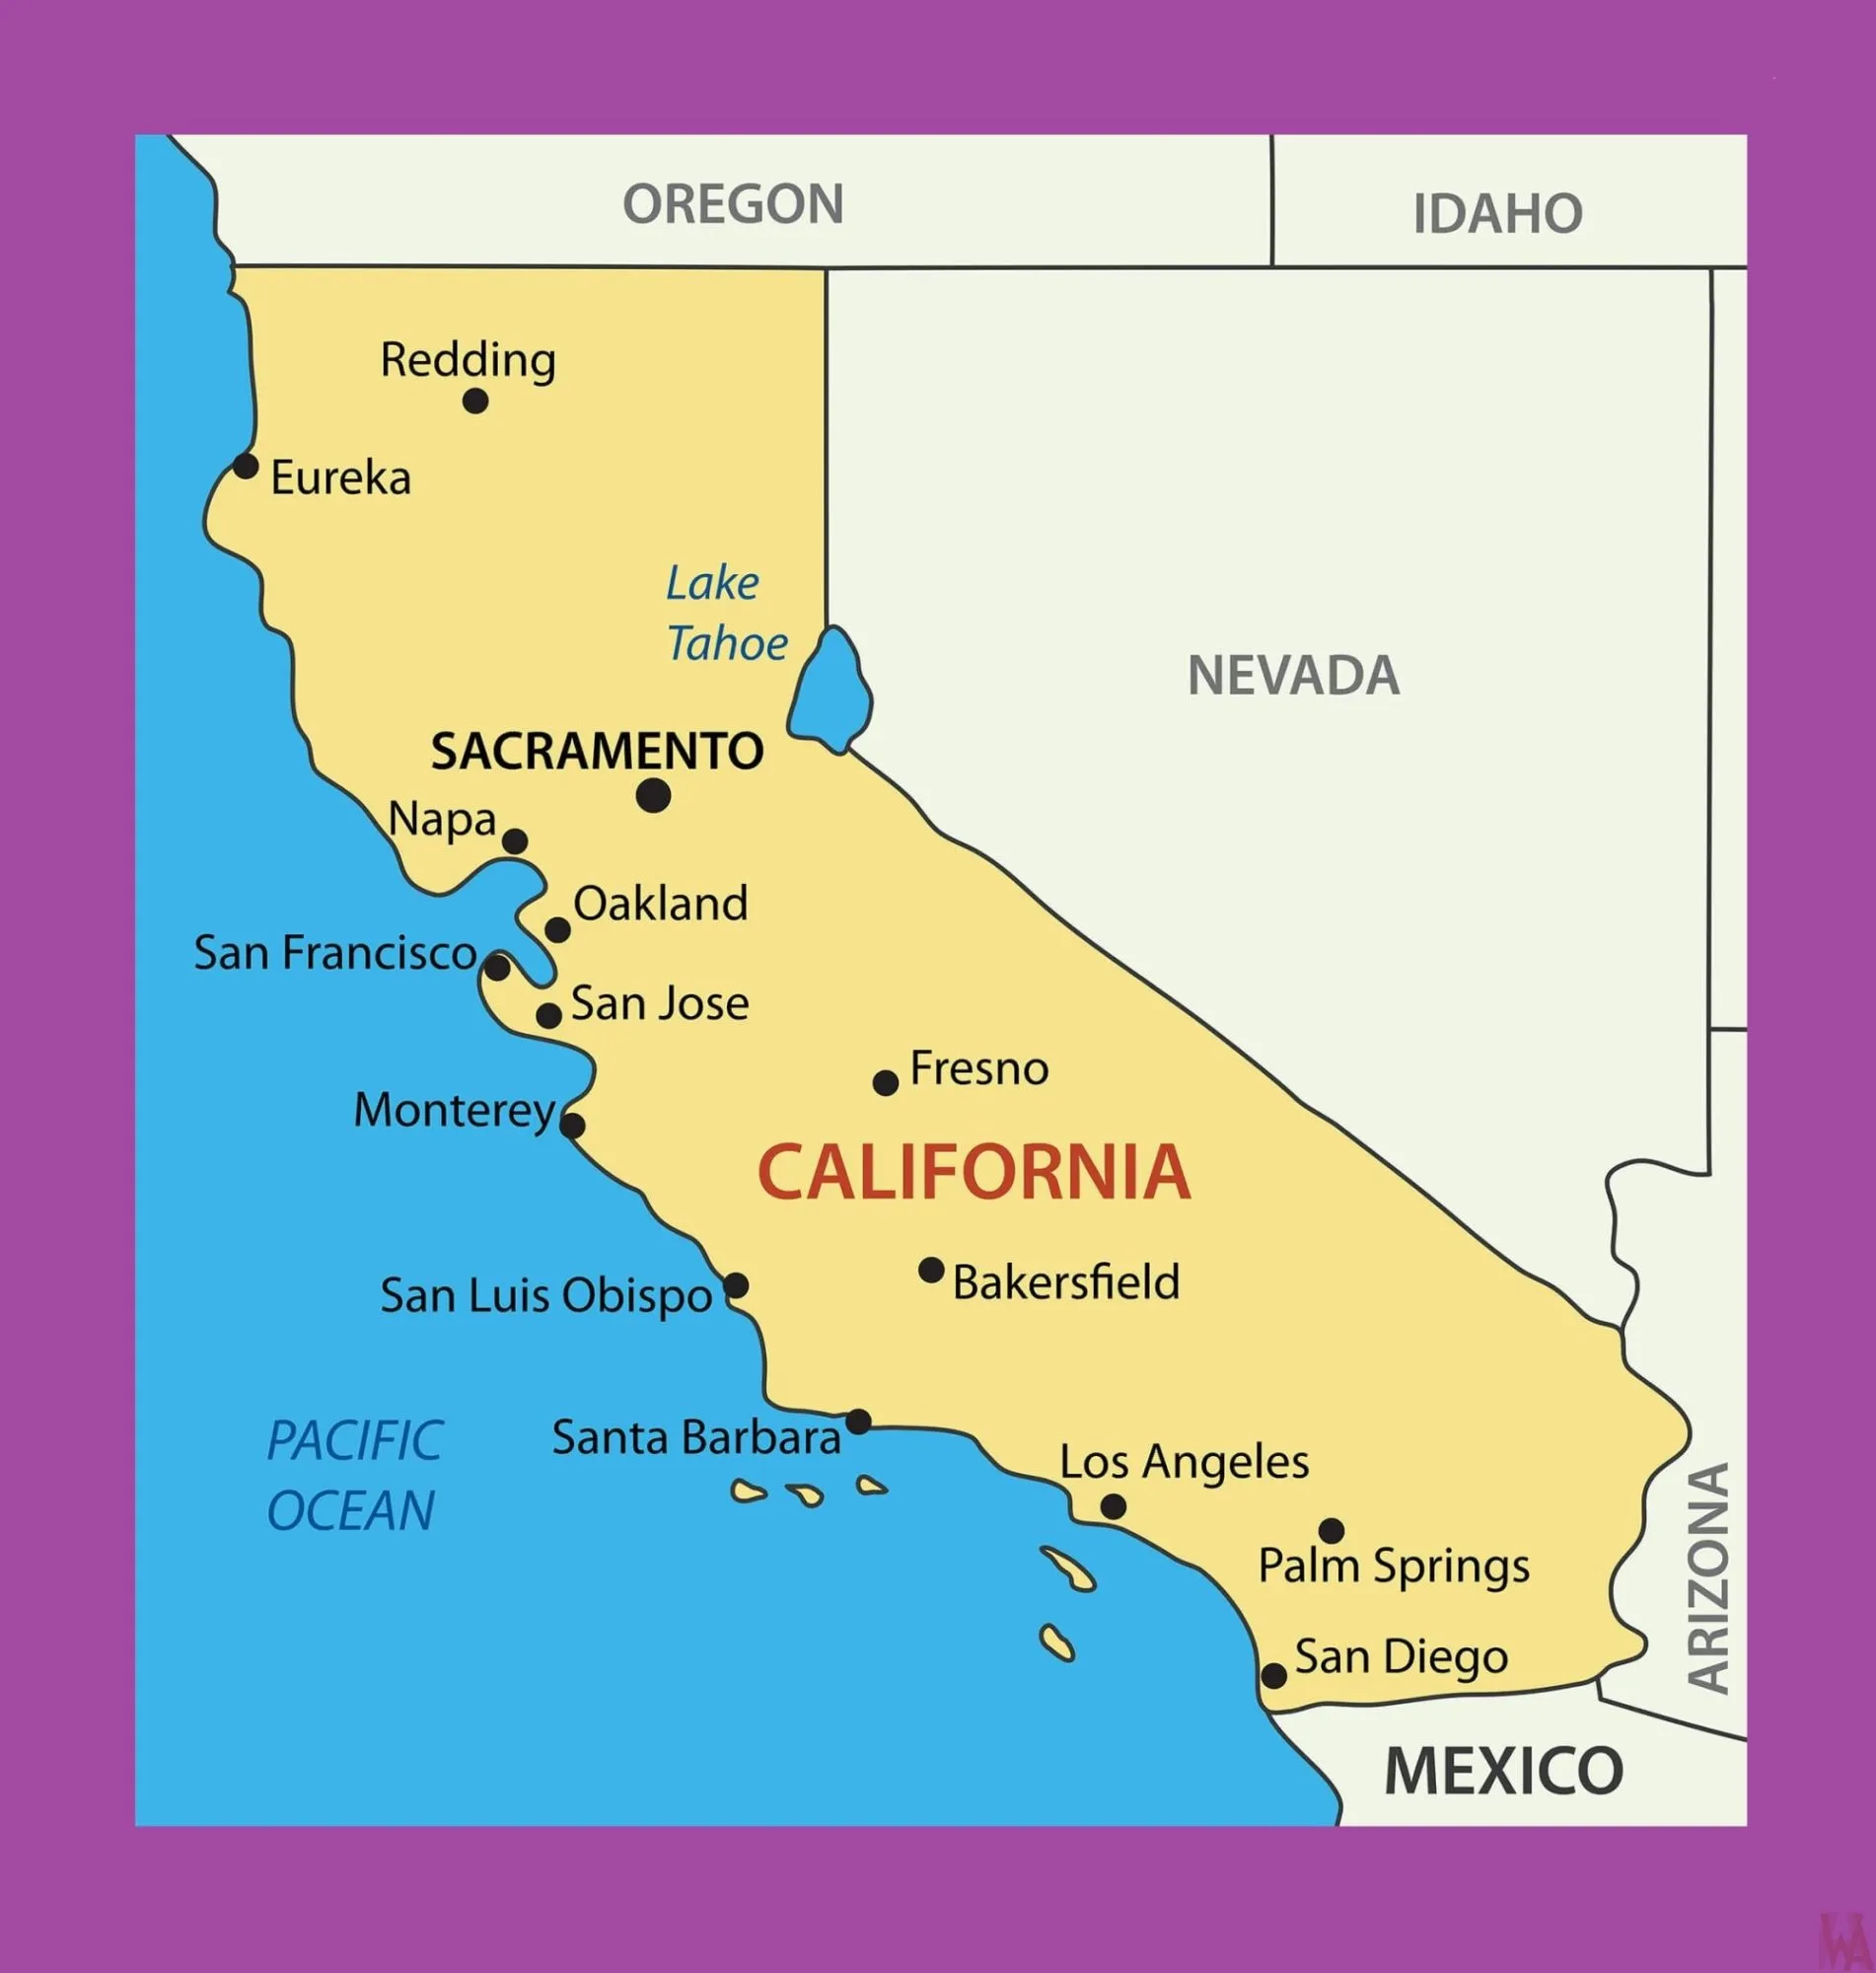 OREGON
IDAHO
Redding
Eureka
Lake
Tahoe
NEVADA
SACRAMENTO
Napa
Oakland
San Francisco
San Jose
Fresno
Monterey
CALIFORNIA
Bakersfield
San Luis Obispo
PACIFIC
OCEAN
Santa Barbara
Los Angeles
Palm Springs
ARIZONA
San Diego
MEXICO
WA